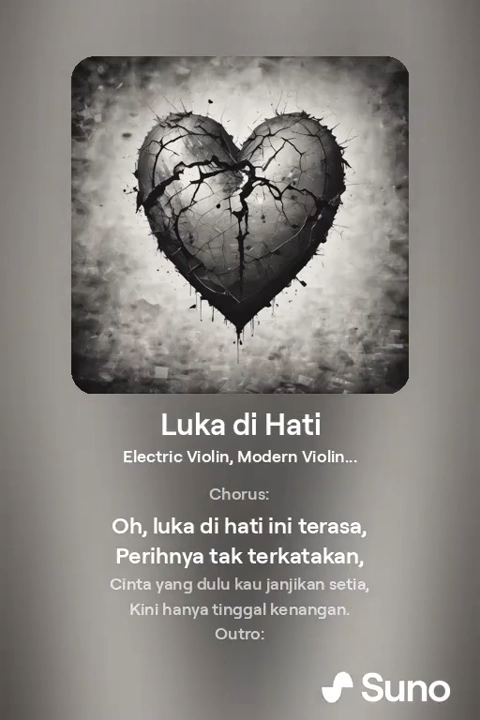 Luka di Hati
Electric Violin, Modern Violin...
Chorus:
Oh, luka di hati ini terasa,
Perihnya tak terkatakan,
Cinta yang dulu kau janjikan setia,
Kini hanya tinggal kenangan.
Outro:
Suno